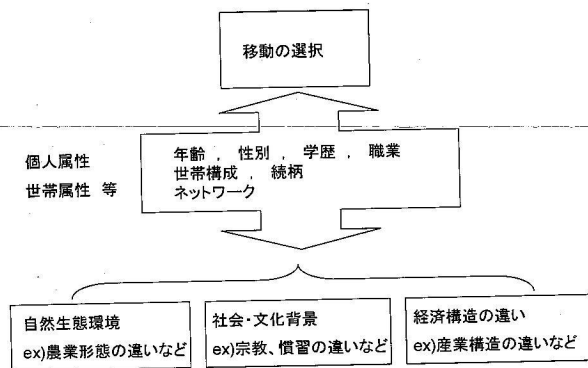 移動の選択
個人属性
世帯属性 等
年齢 , 性別 , 学歴 , 職業
世帯構成 , 続柄
ネットワーク
自然生態環境
ex)農業形態の違いなど
社会・文化背景
ex)宗教、慣習の違いなど
経済構造の違い
ex)産業構造の違いなど